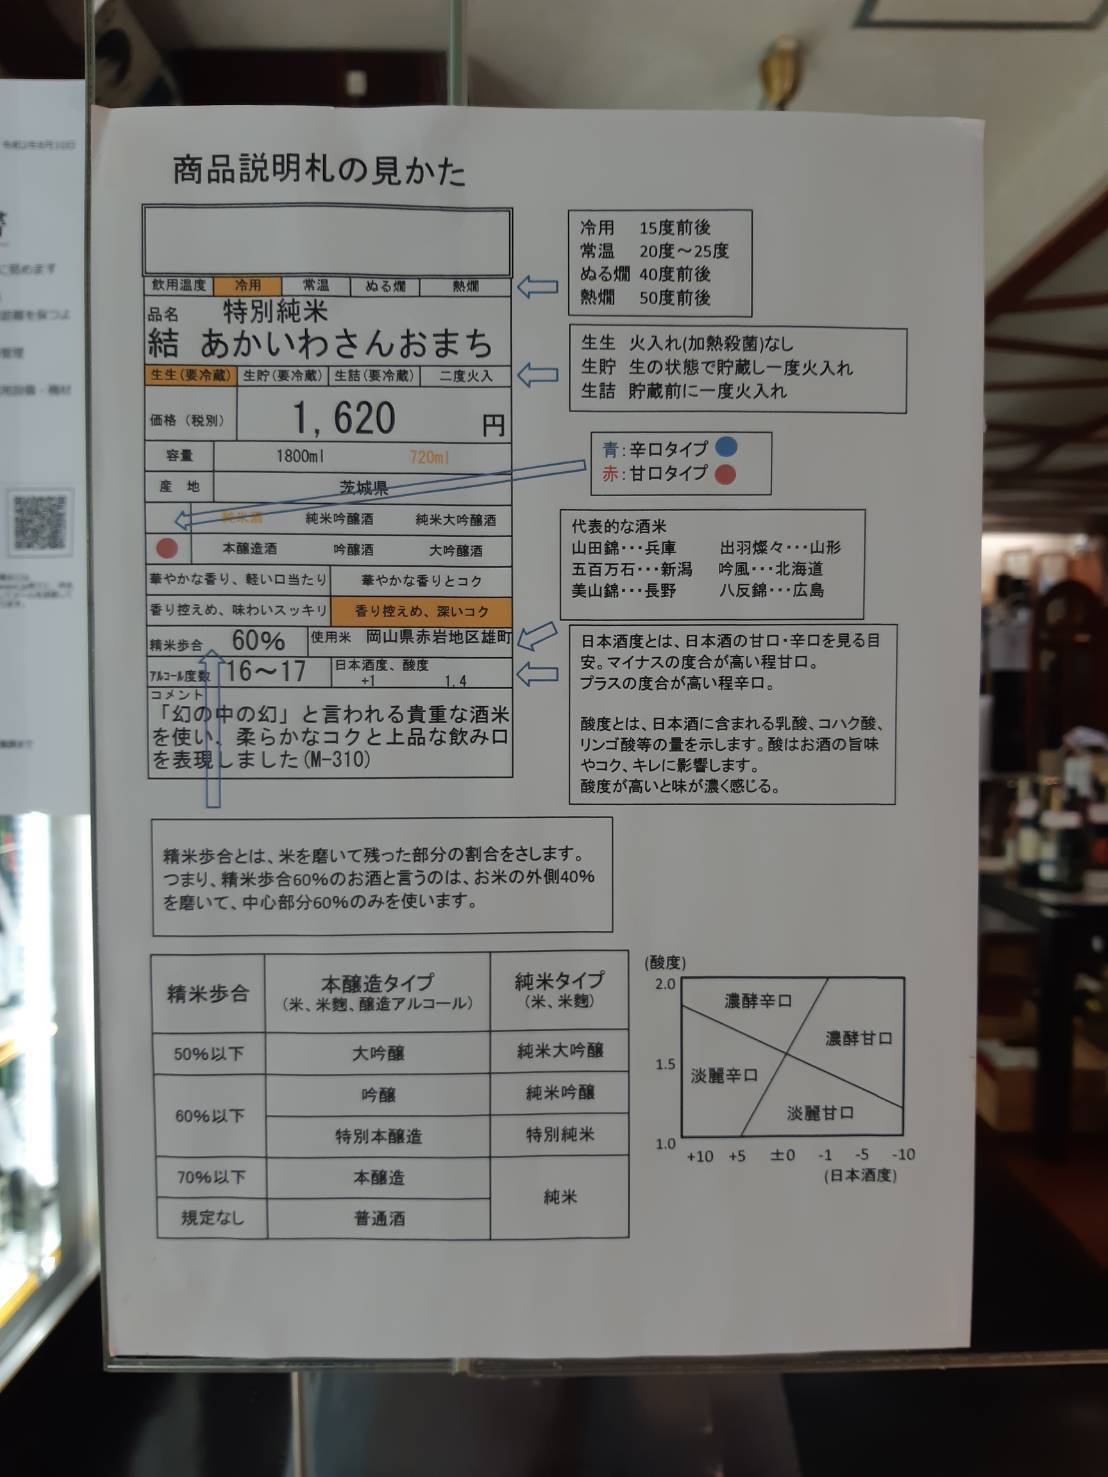 令和2年8月10日
に努めます
商品説明札の見かた
飲用温度 冷用 常温 ぬる燗 熱燗
品名 特別純米
結 あかいわさんおまち
生生(要冷蔵) 生貯(要冷蔵) 生詰(要冷蔵) 二度火入
価格(税別) 1,620 円
容量 1800ml 720ml
産 地 茨城県
純米酒 純米吟醸酒 純米大吟醸酒
本醸造酒 吟醸酒 大吟醸酒
華やかな香り、軽い口当たり 華やかな香りとコク
香り控えめ、味わいスッキリ 香り控えめ、深いコク
精米歩合 60% 使用米 岡山県赤岩地区雄町
アルコール度数 16〜17 日本酒度、酸度
+1 1.4
コメント
「幻の中の幻」と言われる貴重な酒米
を使い、柔らかなコクと上品な飲み口
を表現しました(M-310)
冷用 15度前後
常温 20度〜25度
ぬる燗 40度前後
熱燗 50度前後
生生 火入れ(加熱殺菌)なし
生貯 生の状態で貯蔵し一度火入れ
生詰 貯蔵前に一度火入れ
青:辛口タイプ
赤:甘口タイプ
代表的な酒米
山田錦･･･兵庫 出羽燦々･･･山形
五百万石･･･新潟 吟風･･･北海道
美山錦･･･長野 八反錦･･･広島
日本酒度とは、日本酒の甘口・辛口を見る目
安。マイナスの度合が高い程甘口。
プラスの度合が高い程辛口。
酸度とは、日本酒に含まれる乳酸、コハク酸、
リンゴ酸等の量を示します。酸はお酒の旨味
やコク、キレに影響します。
酸度が高いと味が濃く感じる。
精米歩合とは、米を磨いて残った部分の割合をさします。
つまり、精米歩合60%のお酒と言うのは、お米の外側40%
を磨いて、中心部分60%のみを使います。
精米歩合 本醸造タイプ 純米タイプ
(米、米麹、醸造アルコール) (米、米麹)
50%以下 大吟醸 純米大吟醸
60%以下 吟醸 純米吟醸
特別本醸造 特別純米
70%以下 本醸造 純米
規定なし 普通酒
(酸度)
2.0
1.5
1.0
濃酵辛口
濃酵甘口
淡麗辛口
淡麗甘口
+10 +5 ±0 -1 -5 -10
(日本酒度)